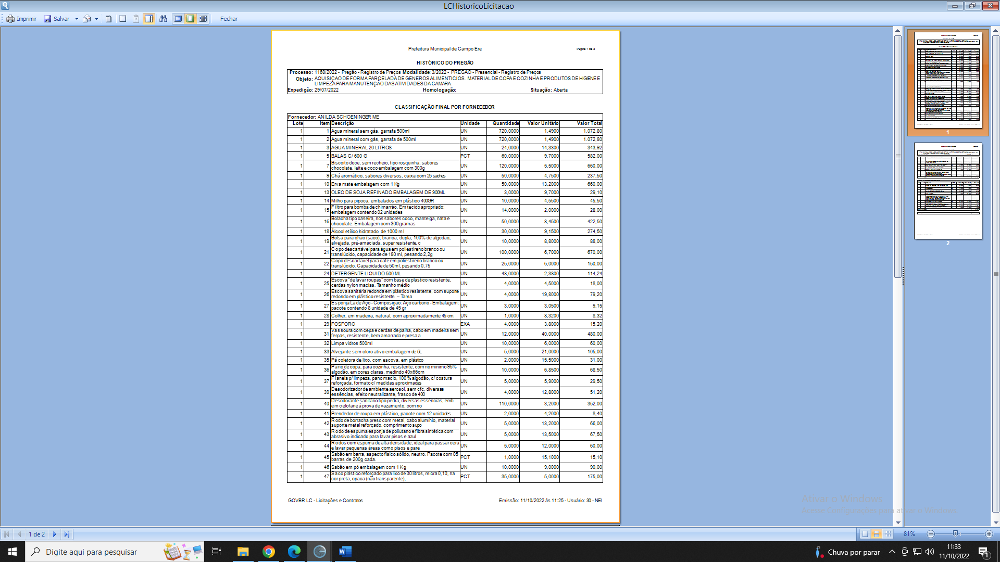 LCHistoricoLicitacao
Imprimir Salvar Fechar
Prefeitura Municipal de Campo Ere Página 1 de 2
HISTÓRICO DO PREGÃO
Processo: 1168/2022 - Pregão - Registro de Preços Modalidade: 3/2022 - PREGAO - Presencial - Registro de Preços
Objeto: AQUISIÇAO DE FORMA PARÇELADA DE GENEROS ALIMENTICIOS . MATERIAL DE COPA E COZINHA E PRODUTOS DE HIGIENE E
LIMPEZA PARA MANUTENÇÃO DAS ATIVIDADES DA CAMARA.
Expedição: 29/07/2022 Homologação: Situação: Aberta
CLASSIFICAÇÃO FINAL POR FORNECEDOR
Fornecedor: ANILDA SCHOENINGER ME
Lote Item Descrição Unidade Quantidade Valor Unitário Valor Total
1 1 Agua mineral sem gás, garrafa 500ml UN 720,0000 1,4900 1.072,80
1 2 Agua mineral com gás, garrafa de 500ml UN 720,0000 1,4900 1.072,80
1 3 AGUA MINERAL 20 LITROS UN 24,0000 14,3300 343,92
1 5 BALAS C/ 600 G PCT 60,0000 9,7000 582,00
1 7 Biscoito doce, sem recheio, tipo rosquinha, sabores
chocolate, leite e coco embalagem com 300g UN 120,0000 5,5000 660,00
1 9 Chá aromático, sabores diversos, caixa com 25 saches UN 50,0000 4,7500 237,50
1 10 Erva mate embalagem com 1 Kg UN 50,0000 13,2000 660,00
1 13 OLEO DE SOJA REFINADO EMBALAGEM DE 900ML UN 3,0000 9,7000 29,10
1 14 Milho para pipoca, embalados em plástico 400GR UN 10,0000 4,5500 45,50
1 15 Filtro para bomba de chimarrão. Em tecido apropriado;
embalagem contendo 02 unidades UN 14,0000 2,0000 28,00
1 16 Bolacha tipo caseira, nos sabores coco, manteiga, nata e
chocolate. Embalagem com 300 gramas UN 50,0000 8,4500 422,50
1 18 Álcool etílico hidratado de 1000 ml UN 30,0000 9,1500 274,50
1 19 Bolsa para chão (saco), branca, dupla, 100% de algodão,
alvejada, pré-amaciada, super resistente, c UN 10,0000 8,8000 88,00
1 21 Copo descartável para água em poliestireno branco ou
translúcido, capacidade de 180 ml, pesando 2,2g UN 100,0000 6,7000 670,00
1 22 Copo descartável para café em poliestireno branco ou
translúcido. Capacidade de 50ml, pesando 0,75 UN 25,0000 6,0000 150,00
1 24 DETERGENTE LIQUIDO 500 ML UN 48,0000 2,3800 114,24
1 25 Escova "de lavar roupas" com base de plástico resistente,
cerdas nylon macias. Tamanho médio UN 4,0000 4,5000 18,00
1 26 Escova sanitária redonda em plástico resistente, com suporte
redondo em plástico resistente. – Tama UN 4,0000 19,8000 79,20
1 27 Esponja Lã de Aço - Composição: Aço carbono - Embalagem:
pacote contendo 8 unidade de 45 gr UN 3,0000 3,0500 9,15
1 28 Colher, em madeira, natural, com aproximadamente 45 cm. UN 1,0000 8,3200 8,32
1 29 FOSFORO EXA 4,0000 3,8000 15,20
1 31 Vassoura com cepa e cerdas de palha, cabo em madeira sem
ferpas, resistente, bem amarrada e presa a UN 12,0000 40,0000 480,00
1 32 Limpa vidros 500ml UN 10,0000 6,0000 60,00
1 33 Alvejante sem cloro ativo embalagem de 5L UN 5,0000 21,0000 105,00
1 35 Pá coletora de lixo, com escova, em plástico UN 2,0000 15,5000 31,00
1 36 Pano de copa, para cozinha, resistente, com no mínimo 95%
algodão, em cores claras, medindo 40x66cm UN 10,0000 6,8500 68,50
1 37 Flanela p/ limpeza, pano macio, 100% algodão, c/ costura
reforçada, formato c/ medidas aproximadas UN 5,0000 5,9000 29,50
1 39 Desodorizador de ambiente aerosol, sem cfc, diversas
essências, efeito neutralizante, frasco de 400 UN 4,0000 12,8000 51,20
1 40 Desodorante sanitário tipo pedra, diversas essências, emb.
em celofane á prova de vazamento, com no UN 110,0000 3,2000 352,00
1 41 Prendedor de roupa em plástico, pacote com 12 unidades UN 2,0000 4,2000 8,40
1 42 Rodo de borracha preso com metal, cabo alumínio, material
suporte metal reforçado, comprimento supo UN 5,0000 13,2000 66,00
1 43 Rodo de espuma esponja de poliutano e fibra sintética com
abrasivo indicado para lavar pisos e azul UN 5,0000 13,5000 67,50
1 44 Rodos com espuma de alta densidade, ideal para passar cera
e lavar pequenas áreas como pisos e pare UN 5,0000 12,0000 60,00
1 45 Sabão em barra, aspecto físico sólido, neutro. Pacote com 05
barras de 200g cada. PCT 1,0000 15,1000 15,10
1 46 Sabão em pó embalagem com 1 Kg UN 10,0000 9,0000 90,00
1 47 Saco plástico reforçado para lixo de 30 litros, micra 0,10, na
cor preta, opaca (não transparente), PCT 35,0000 5,0000 175,00
GOVBR LC - Licitações e Contratos Emissão: 11/10/2022 às 11:25 - Usuário: 30 - NEI
1
2
Ativar o Windows
Acesse Configurações para ativar o Windows.
1 de 2 81%
Digite aqui para pesquisar Chuva por parar 11:33
11/10/2022 1